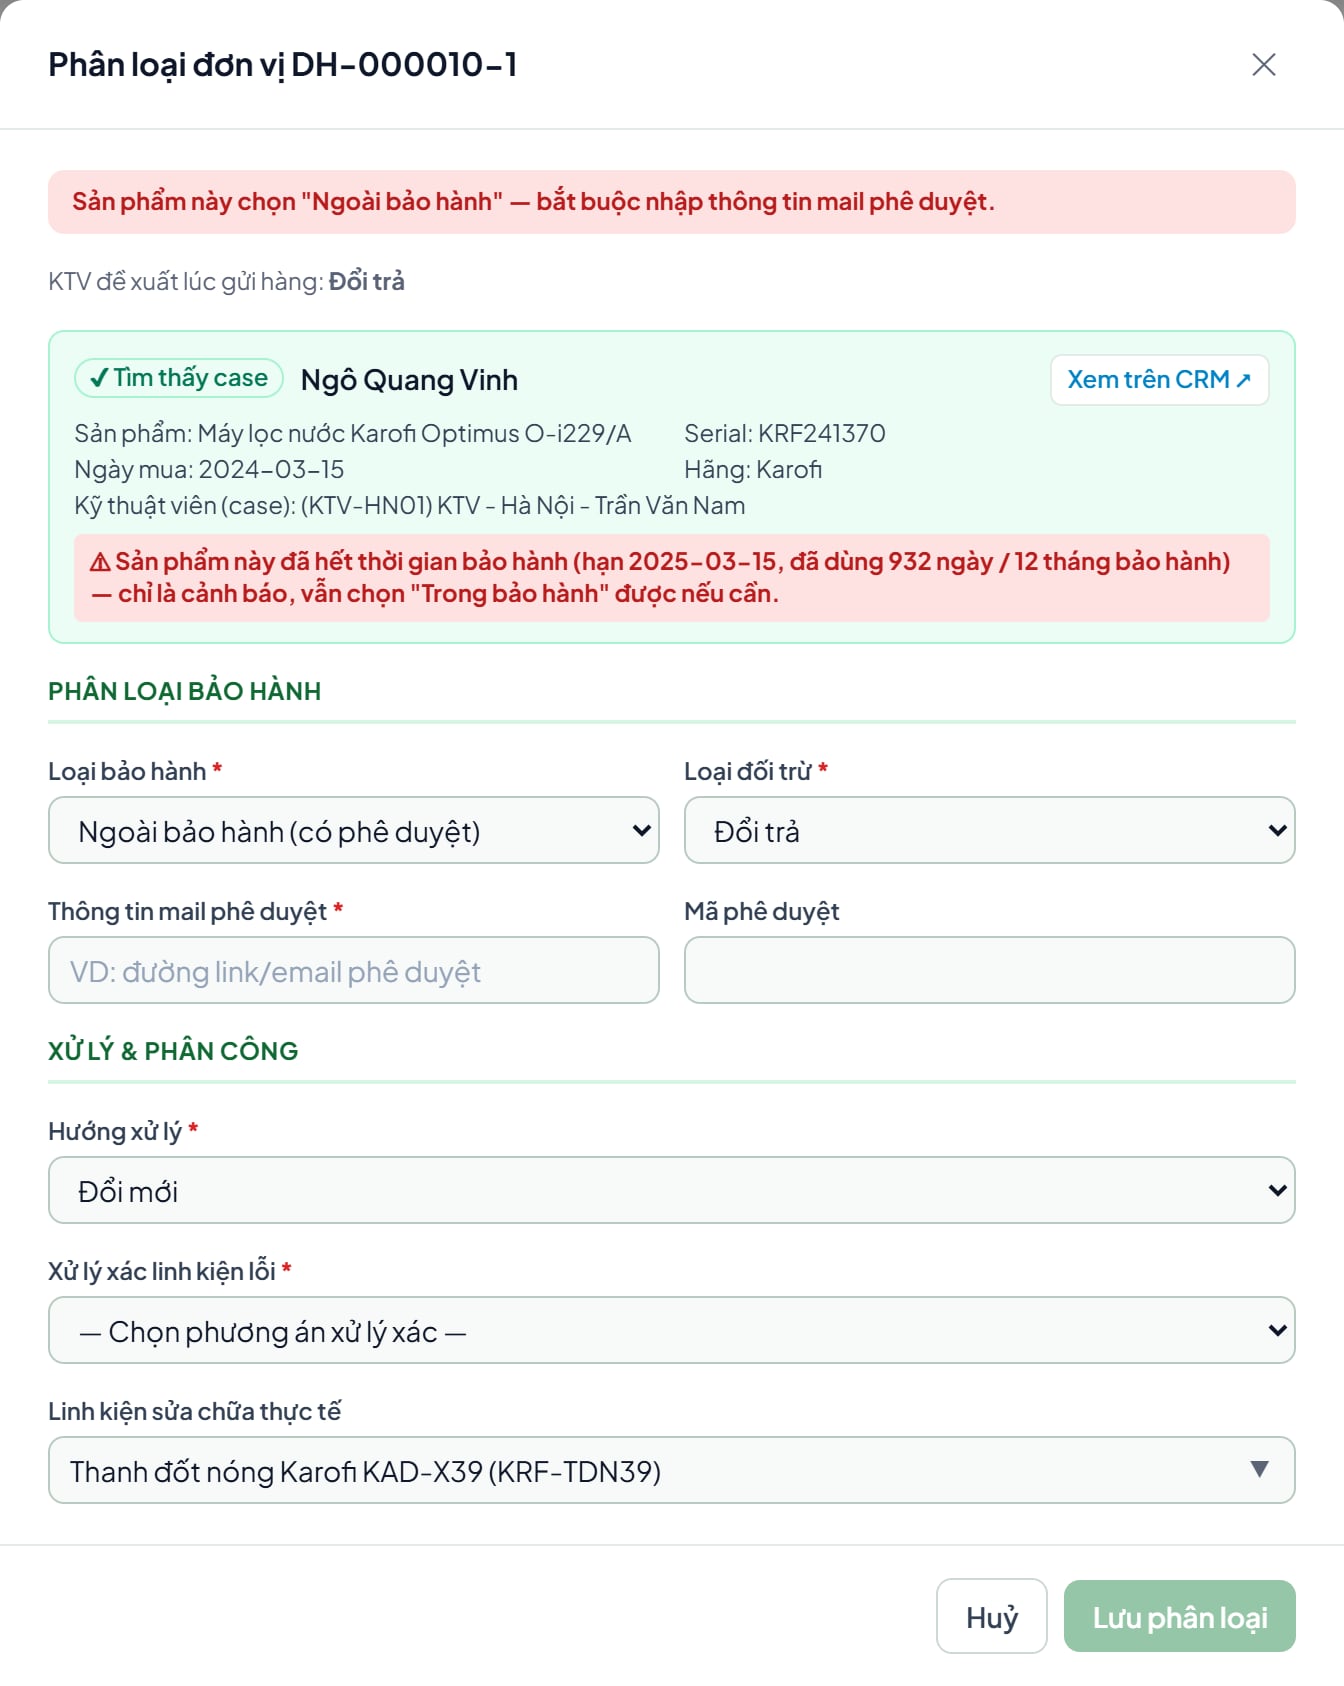 Phân loại đơn vị DH-000010-1
Sản phẩm này chọn "Ngoài bảo hành" — bắt buộc nhập thông tin mail phê duyệt.
KTV đề xuất lúc gửi hàng: Đổi trả
✓ Tìm thấy case
Ngô Quang Vinh
Xem trên CRM ↗
Sản phẩm: Máy lọc nước Karofi Optimus O-i229/A
Serial: KRF241370
Ngày mua: 2024-03-15
Hãng: Karofi
Kỹ thuật viên (case): (KTV-HN01) KTV - Hà Nội - Trần Văn Nam
⚠ Sản phẩm này đã hết thời gian bảo hành (hạn 2025-03-15, đã dùng 932 ngày / 12 tháng bảo hành)
— chỉ là cảnh báo, vẫn chọn "Trong bảo hành" được nếu cần.
PHÂN LOẠI BẢO HÀNH
Loại bảo hành *
Loại đối trừ *
Ngoài bảo hành (có phê duyệt)
Đổi trả
Thông tin mail phê duyệt *
Mã phê duyệt
VD: đường link/email phê duyệt
XỬ LÝ & PHÂN CÔNG
Hướng xử lý *
Đổi mới
Xử lý xác linh kiện lỗi *
— Chọn phương án xử lý xác —
Linh kiện sửa chữa thực tế
Thanh đốt nóng Karofi KAD-X39 (KRF-TDN39)
Huỷ
Lưu phân loại